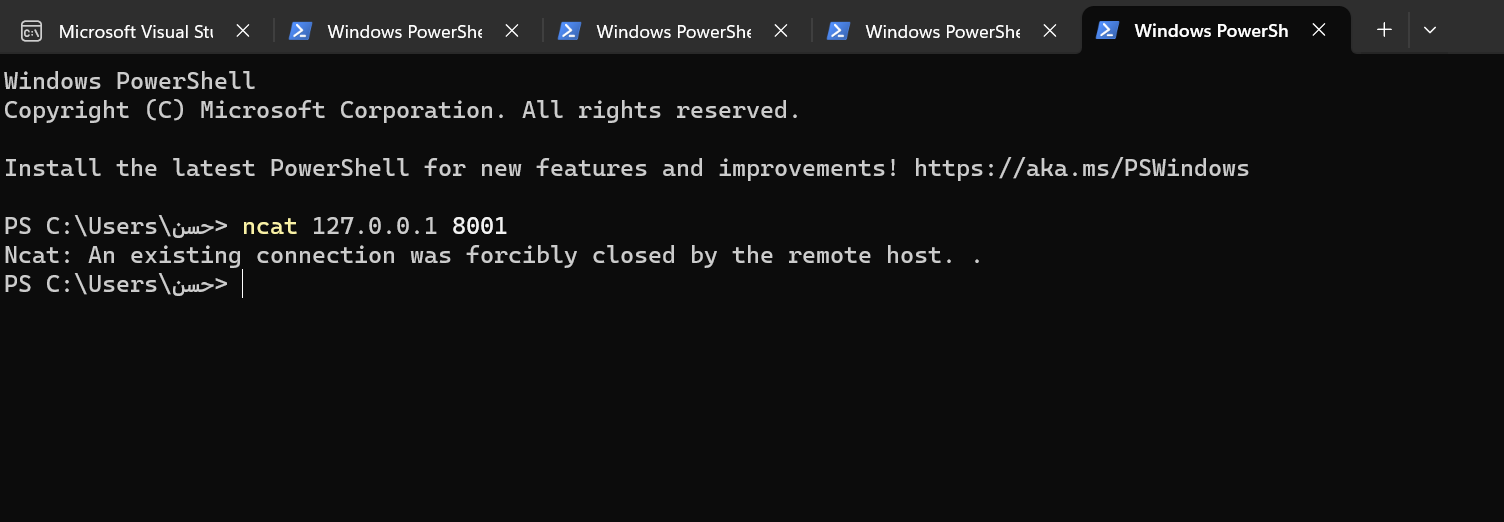 Microsoft Visual Stu
Windows PowerShe
Windows PowerShe
Windows PowerShe
Windows PowerSh
Windows PowerShell
Copyright (C) Microsoft Corporation. All rights reserved.
Install the latest PowerShell for new features and improvements! https://aka.ms/PSWindows
PS C:\Users\حسن> ncat 127.0.0.1 8001
Ncat: An existing connection was forcibly closed by the remote host. .
PS C:\Users\حسن>